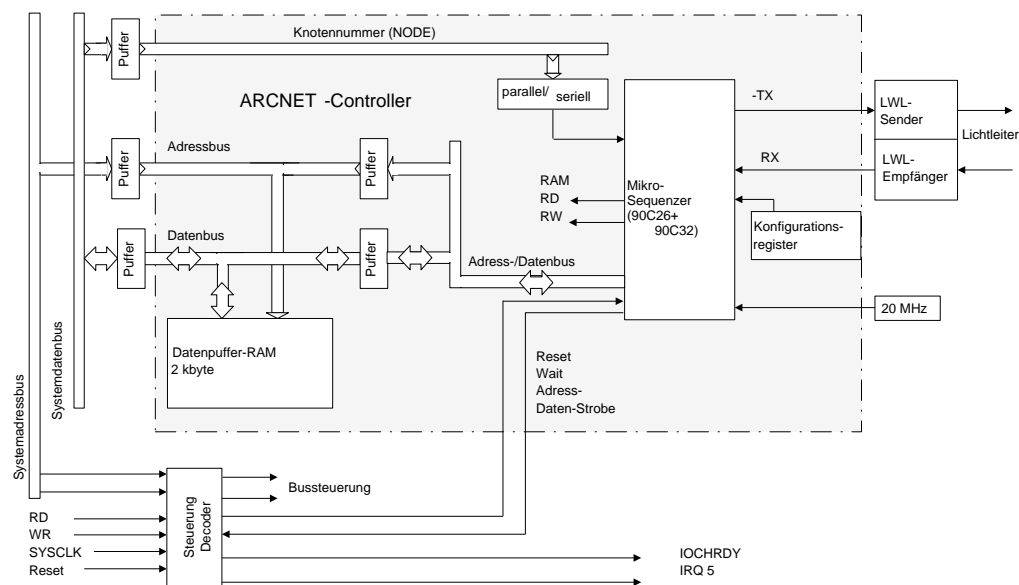 Puffer
Knotennummer (NODE)
ARCNET -Controller
parallel/ seriell
-TX
LWL-
Sender
Lichtleiter
Puffer
Adressbus
Puffer
RX
LWL-
Empfänger
RAM
RD
RW
Mikro-
Sequenzer
(90C26+
90C32)
Konfigurations-
register
Puffer
Datenbus
Puffer
Adress-/Datenbus
20 MHz
Datenpuffer-RAM
2 kbyte
Reset
Wait
Adress-
Daten-Strobe
Systemadressbus
Systemdatenbus
Steuerung
Decoder
Bussteuerung
RD
WR
SYSCLK
Reset
IOCHRDY
IRQ 5